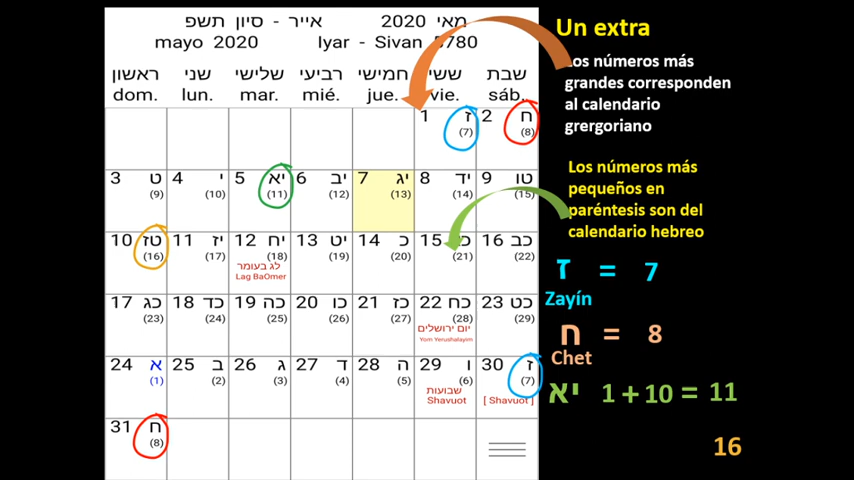 מאי 2020 אייר - סיון תשפ
mayo 2020 Iyar - Sivan 5780
ראשון שני שלישי רביעי חמישי ששי שבת
dom. lun. mar. mié. jue. vie. sáb.
1 ז 2 ח
(7) (8)
3 ט 4 י 5 יא 6 יב 7 יג 8 יד 9 טו
(9) (10) (11) (12) (13) (14) (15)
10 טז 11 יז 12 יח 13 יט 14 כ 15 16 כב
(16) (17) (18) (19) (20) (21) (22)
לג בעומר
Lag BaOmer
17 כג 18 כד 19 כה 20 כו 21 כז 22 כח 23 כט
(23) (24) (25) (26) (27) (28) (29)
יום ירושלים
Yom Yerushalayim
24 א 25 ב 26 ג 27 ד 28 ה 29 ו 30 ז
(1) (2) (3) (4) (5) (6) (7)
שבועות
Shavuot [ Shavuot ]
31 ח
(8)
Un extra
Los números más
grandes corresponden
al calendario
grergoriano
Los números más
pequeños en
paréntesis son del
calendario hebreo
ז = 7
Zayín
ח = 8
Chet
יא 1 + 10 = 11
16